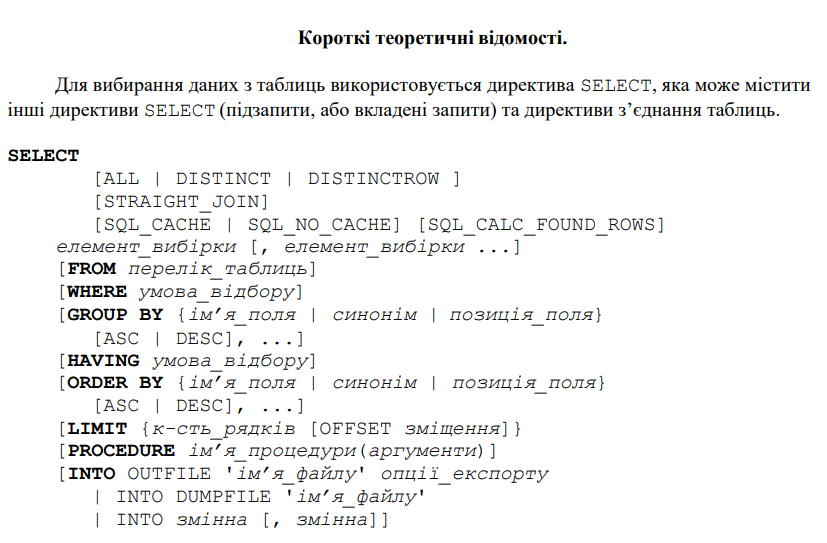 Короткі теоретичні відомості.
Для вибирання даних з таблиць використовується директива SELECT, яка може містити
інші директиви SELECT (підзапити, або вкладені запити) та директиви з’єднання таблиць.
SELECT
[ALL | DISTINCT | DISTINCTROW ]
[STRAIGHT_JOIN]
[SQL_CACHE | SQL_NO_CACHE] [SQL_CALC_FOUND_ROWS]
елемент_вибірки [, елемент_вибірки ...]
[FROM перелік_таблиць]
[WHERE умова_відбору]
[GROUP BY {ім’я_поля | синонім | позиція_поля}
[ASC | DESC], ...]
[HAVING умова_відбору]
[ORDER BY {ім’я_поля | синонім | позиція_поля}
[ASC | DESC], ...]
[LIMIT {к-сть_рядків [OFFSET зміщення]}
[PROCEDURE ім’я_процедури(аргументи)]
[INTO OUTFILE 'ім’я_файлу' опції_експорту
| INTO DUMPFILE 'ім’я_файлу'
| INTO змінна [, змінна]]